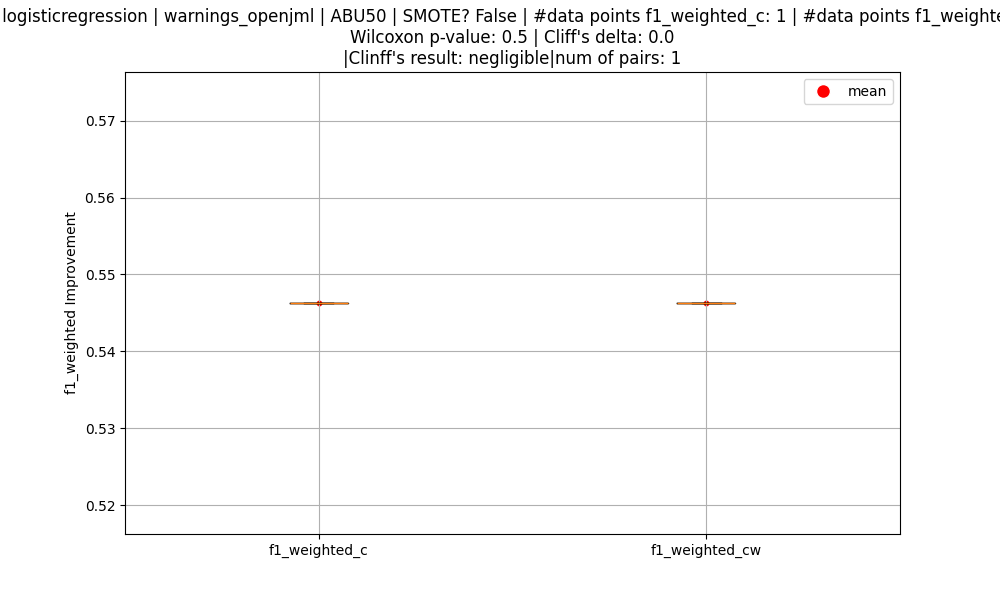 logisticregression | warnings_openjml | ABU50 | SMOTE? False | #data points f1_weighted_c: 1 | #data points f1_weighte
Wilcoxon p-value: 0.5 | Cliff's delta: 0.0
|Clinff's result: negligible|num of pairs: 1
mean
0.57
0.56
0.55
0.54
0.53
0.52
f1_weighted Improvement
f1_weighted_c
f1_weighted_cw